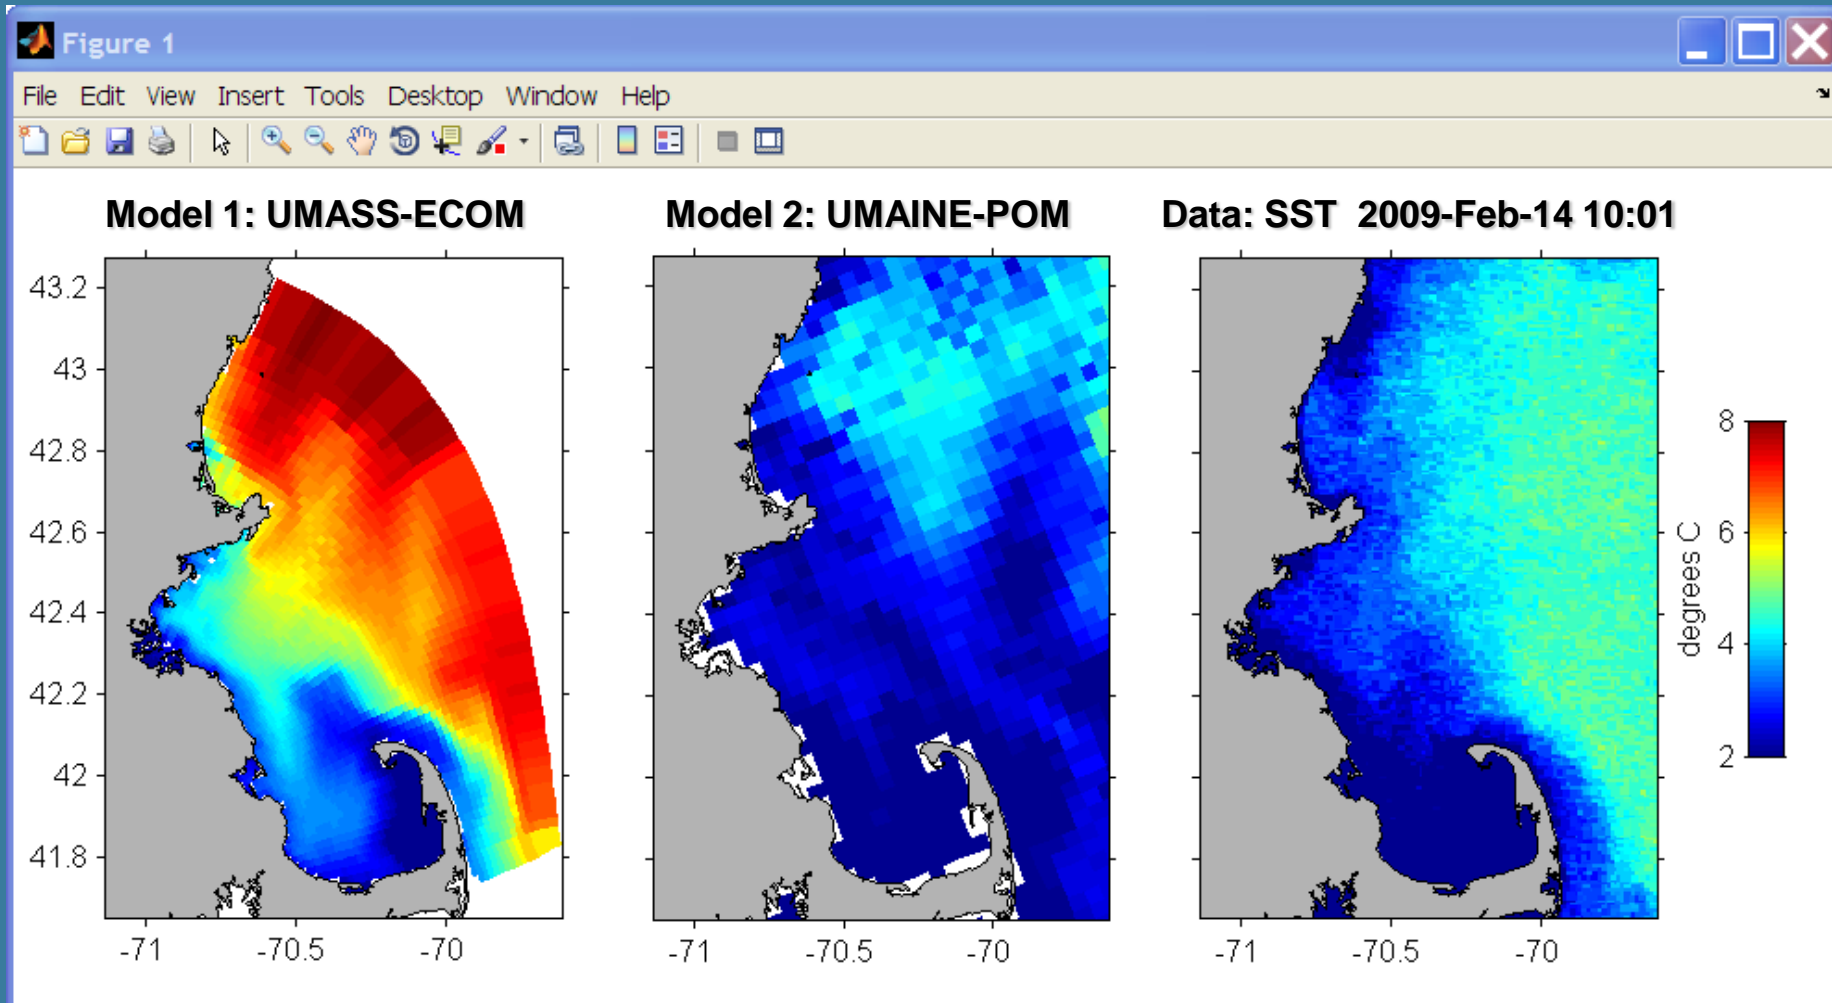 Figure 1
File Edit View Insert Tools Desktop Window Help
Model 1: UMASS-ECOM
Model 2: UMAINE-POM
Data: SST 2009-Feb-14 10:01
43.2
43
42.8
42.6
42.4
42.2
42
41.8
-71 -70.5 -70
-71 -70.5 -70
-71 -70.5 -70
8
6
4
2
degrees C